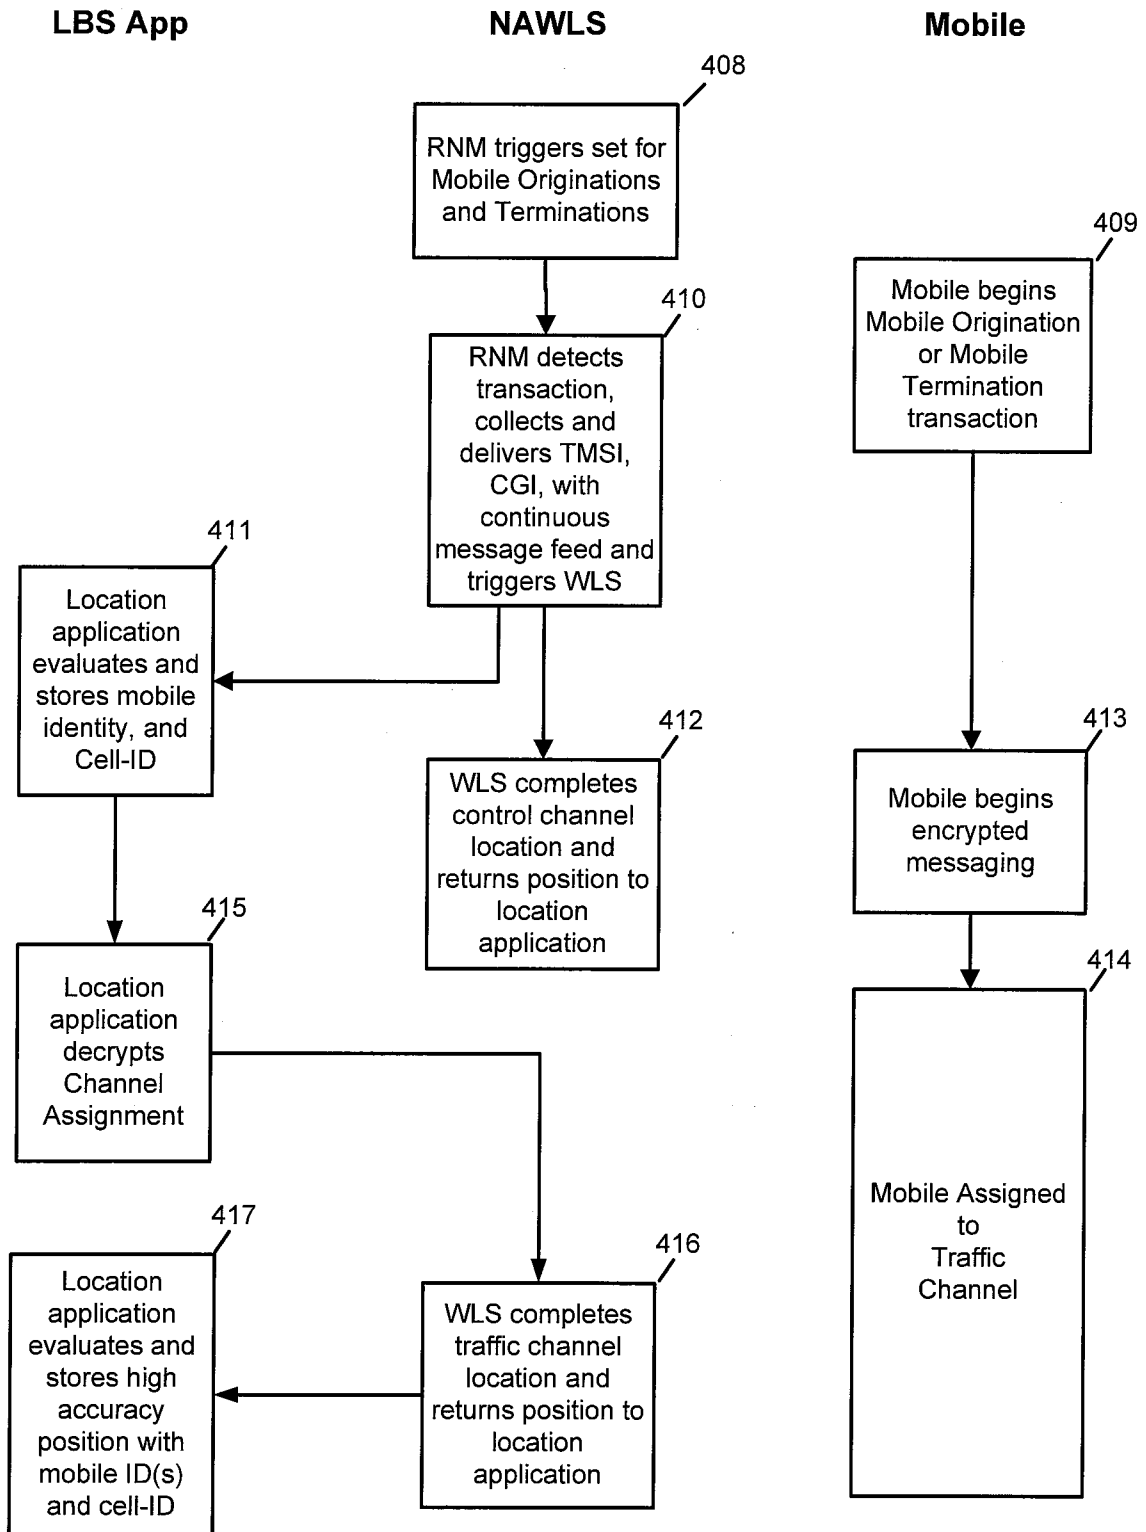 LBS App
NAWLS
Mobile
408
RNM triggers set for
Mobile Originations
and Terminations
409
Mobile begins
Mobile Origination
or Mobile
Termination
transaction
410
RNM detects
transaction,
collects and
delivers TMSI,
CGI, with
continuous
message feed and
triggers WLS
411
Location
application
evaluates and
stores mobile
identity, and
Cell-ID
412
WLS completes
control channel
location and
returns position to
location
application
413
Mobile begins
encrypted
messaging
415
Location
application
decrypts
Channel
Assignment
414
Mobile Assigned
to
Traffic
Channel
417
Location
application
evaluates and
stores high
accuracy
position with
mobile ID(s)
and cell-ID
416
WLS completes
traffic channel
location and
returns position to
location
application